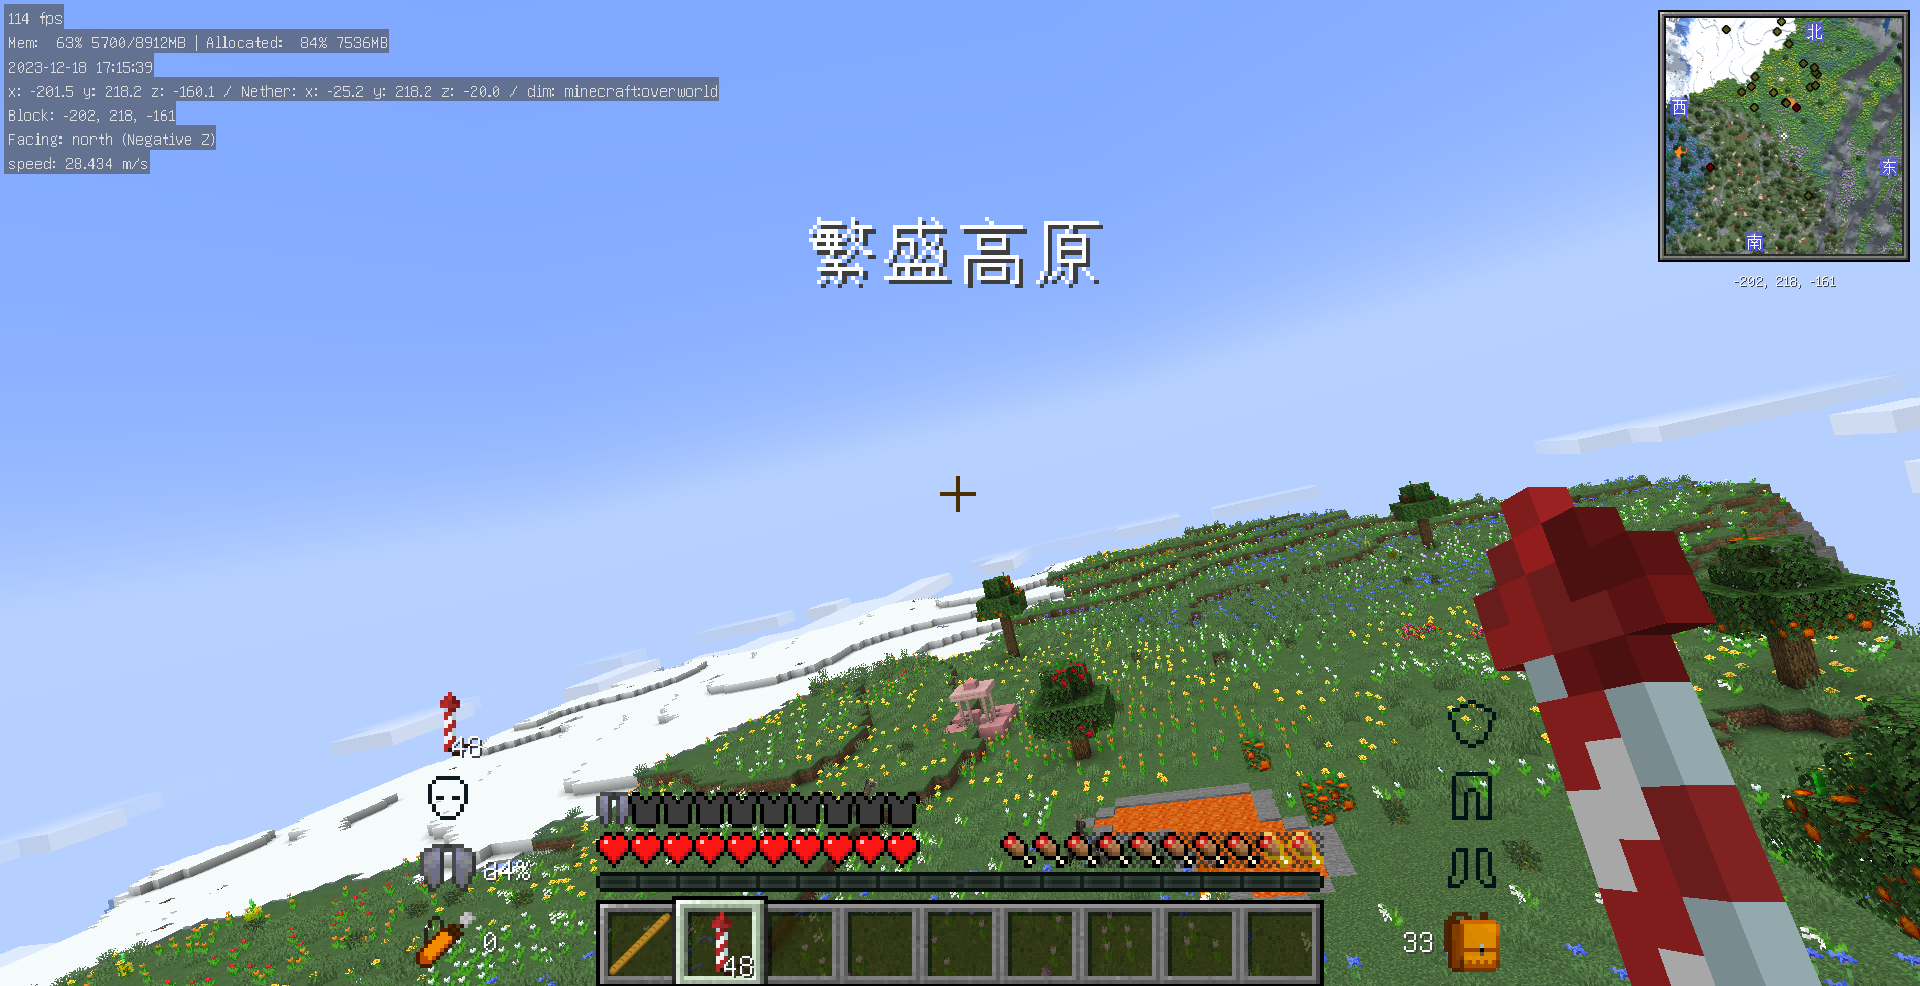 114 fps
Mem: 63% 5700/8912MB | Allocated: 84% 7536MB
2023-12-18 17:15:39
x: -201.5 y: 218.2 z: -160.1 / Nether: x: -25.2 y: 218.2 z: -20.0 / dim: minecraft:overworld
Block: -202, 218, -161
Facing: north (Negative Z)
speed: 28.434 m/s
北
西
东
南
-202, 218, -161
繁盛高原
48
84%
0
48
33